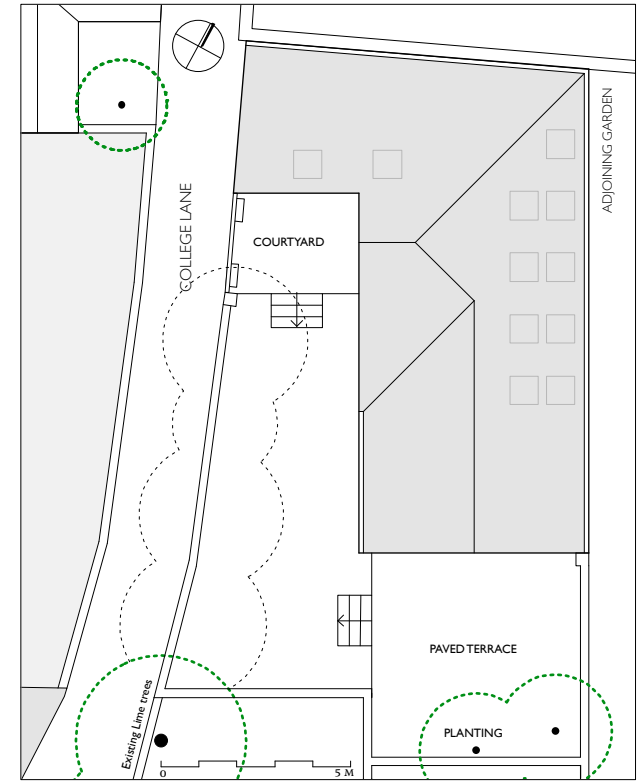 ADJOINING GARDEN
COLLEGE LANE
COURTYARD
PAVED TERRACE
Existing Lime trees
PLANTING
0
5 M